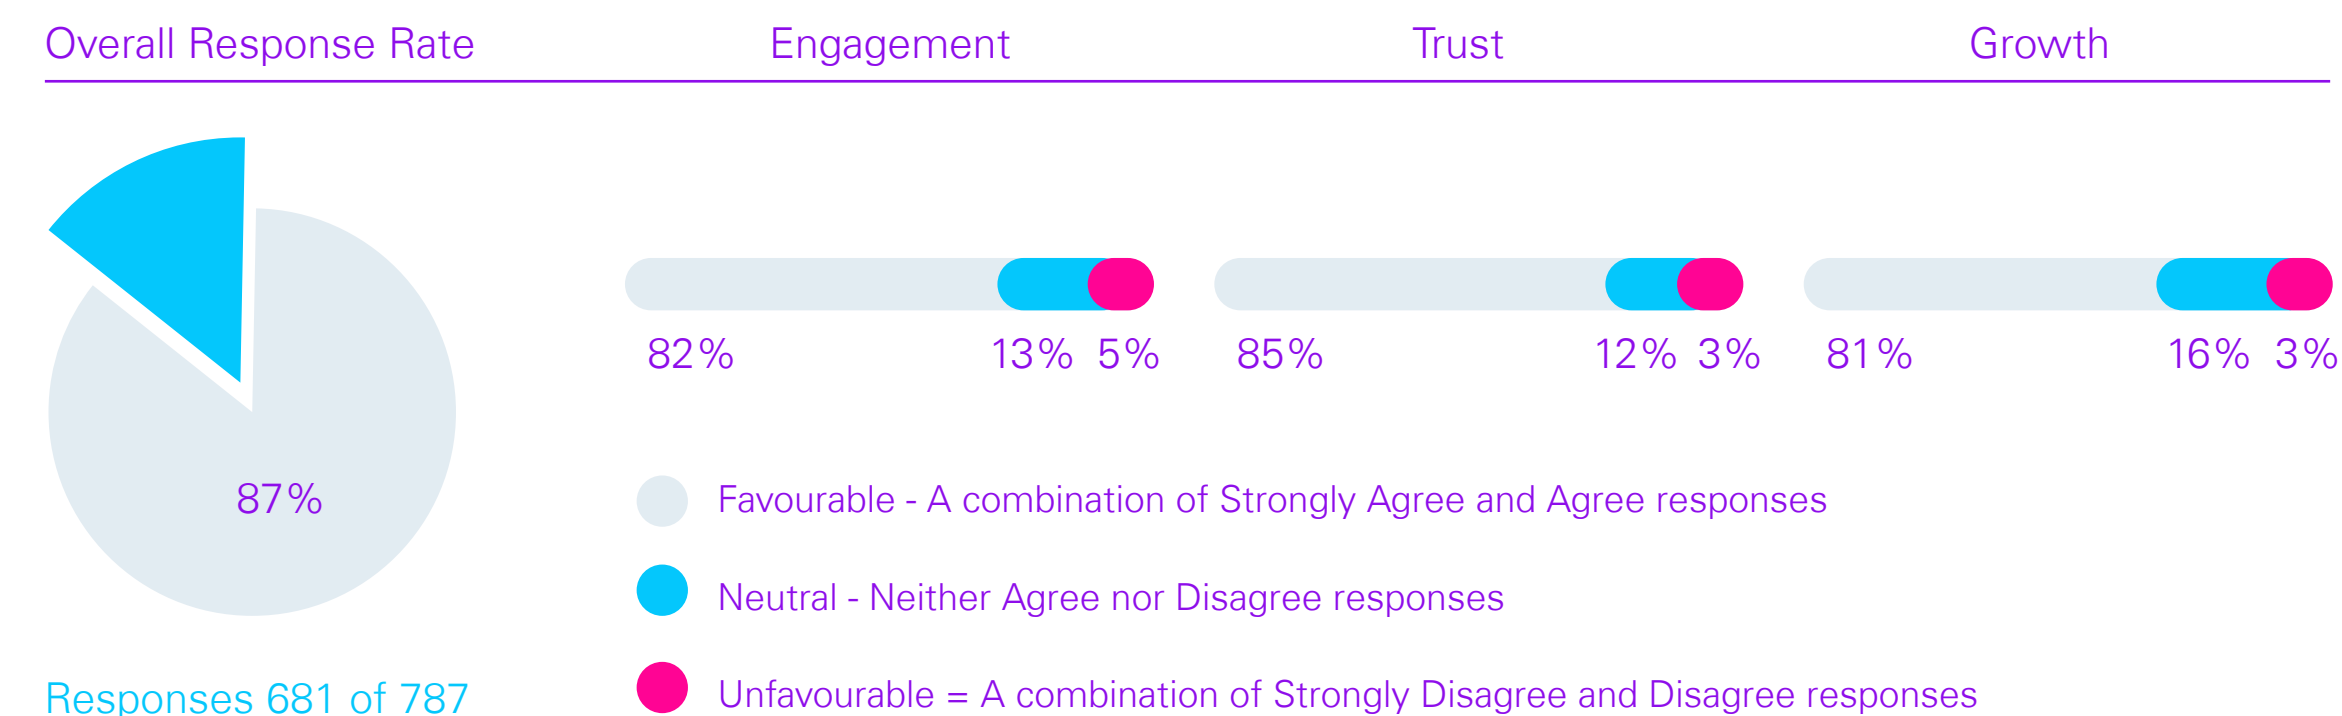 Overall Response Rate
Engagement
Trust
Growth
87%
Responses 681 of 787
82%
13%
5%
85%
12%
3%
81%
16%
3%
Favourable - A combination of Strongly Agree and Agree responses
Neutral - Neither Agree nor Disagree responses
Unfavourable = A combination of Strongly Disagree and Disagree responses